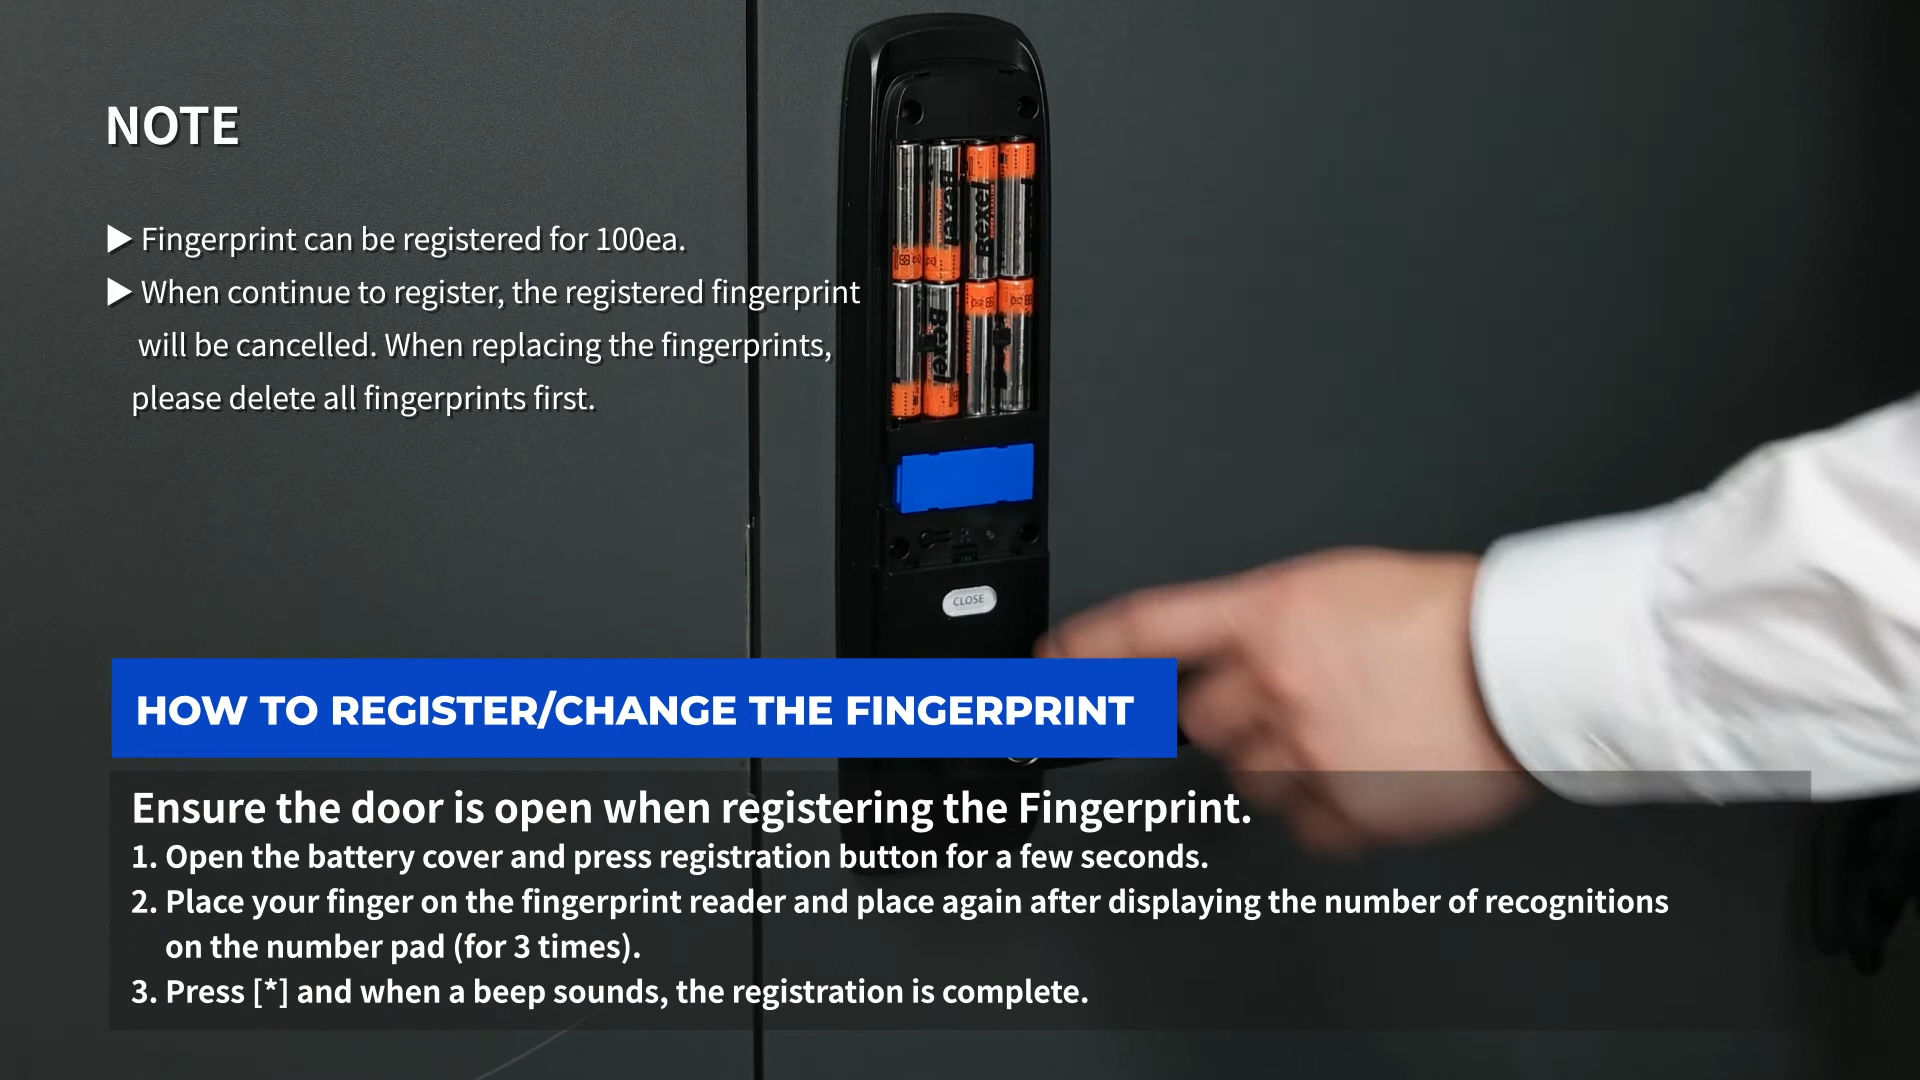 NOTE
▶ Fingerprint can be registered for 100ea.
▶ When continue to register, the registered fingerprint
will be cancelled. When replacing the fingerprints,
please delete all fingerprints first.
Bexel
Bexel
Bexel
CLOSE
HOW TO REGISTER/CHANGE THE FINGERPRINT
Ensure the door is open when registering the Fingerprint.
1. Open the battery cover and press registration button for a few seconds.
2. Place your finger on the fingerprint reader and place again after displaying the number of recognitions
on the number pad (for 3 times).
3. Press [*] and when a beep sounds, the registration is complete.